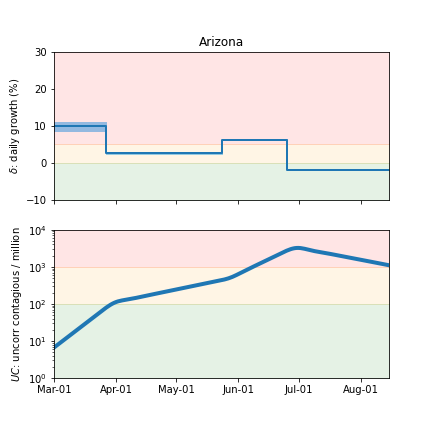 Arizona
δ: daily growth (%)
30
20
10
0
−10
UC: uncorr contagious / million
10⁴
10³
10²
10¹
10⁰
Mar-01 Apr-01 May-01 Jun-01 Jul-01 Aug-01